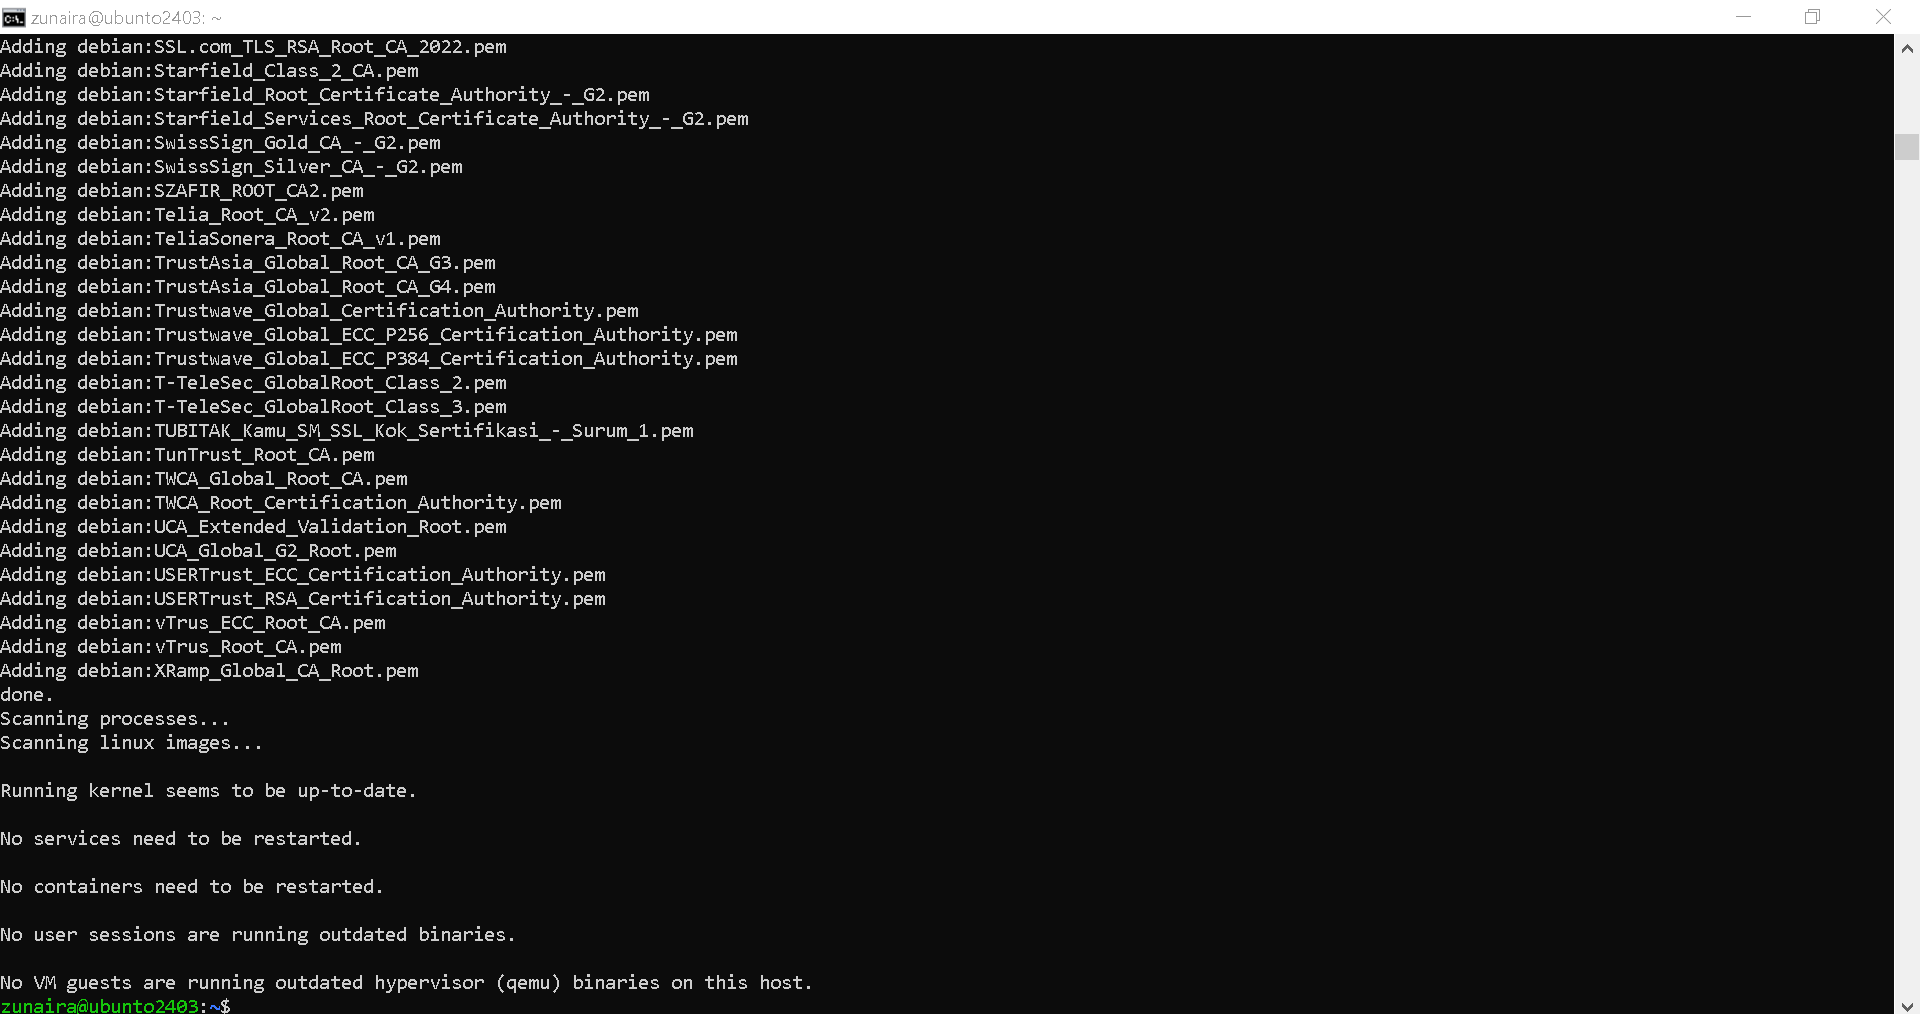 zunaira@ubunto2403: ~
Adding debian:SSL.com_TLS_RSA_Root_CA_2022.pem
Adding debian:Starfield_Class_2_CA.pem
Adding debian:Starfield_Root_Certificate_Authority_-_G2.pem
Adding debian:Starfield_Services_Root_Certificate_Authority_-_G2.pem
Adding debian:SwissSign_Gold_CA_-_G2.pem
Adding debian:SwissSign_Silver_CA_-_G2.pem
Adding debian:SZAFIR_ROOT_CA2.pem
Adding debian:Telia_Root_CA_v2.pem
Adding debian:TeliaSonera_Root_CA_v1.pem
Adding debian:TrustAsia_Global_Root_CA_G3.pem
Adding debian:TrustAsia_Global_Root_CA_G4.pem
Adding debian:Trustwave_Global_Certification_Authority.pem
Adding debian:Trustwave_Global_ECC_P256_Certification_Authority.pem
Adding debian:Trustwave_Global_ECC_P384_Certification_Authority.pem
Adding debian:T-TeleSec_GlobalRoot_Class_2.pem
Adding debian:T-TeleSec_GlobalRoot_Class_3.pem
Adding debian:TUBITAK_Kamu_SM_SSL_Kok_Sertifikasi_-_Surum_1.pem
Adding debian:TunTrust_Root_CA.pem
Adding debian:TWCA_Global_Root_CA.pem
Adding debian:TWCA_Root_Certification_Authority.pem
Adding debian:UCA_Extended_Validation_Root.pem
Adding debian:UCA_Global_G2_Root.pem
Adding debian:USERTrust_ECC_Certification_Authority.pem
Adding debian:USERTrust_RSA_Certification_Authority.pem
Adding debian:vTrus_ECC_Root_CA.pem
Adding debian:vTrus_Root_CA.pem
Adding debian:XRamp_Global_CA_Root.pem
done.
Scanning processes...
Scanning linux images...
Running kernel seems to be up-to-date.
No services need to be restarted.
No containers need to be restarted.
No user sessions are running outdated binaries.
No VM guests are running outdated hypervisor (qemu) binaries on this host.
zunaira@ubunto2403:~$